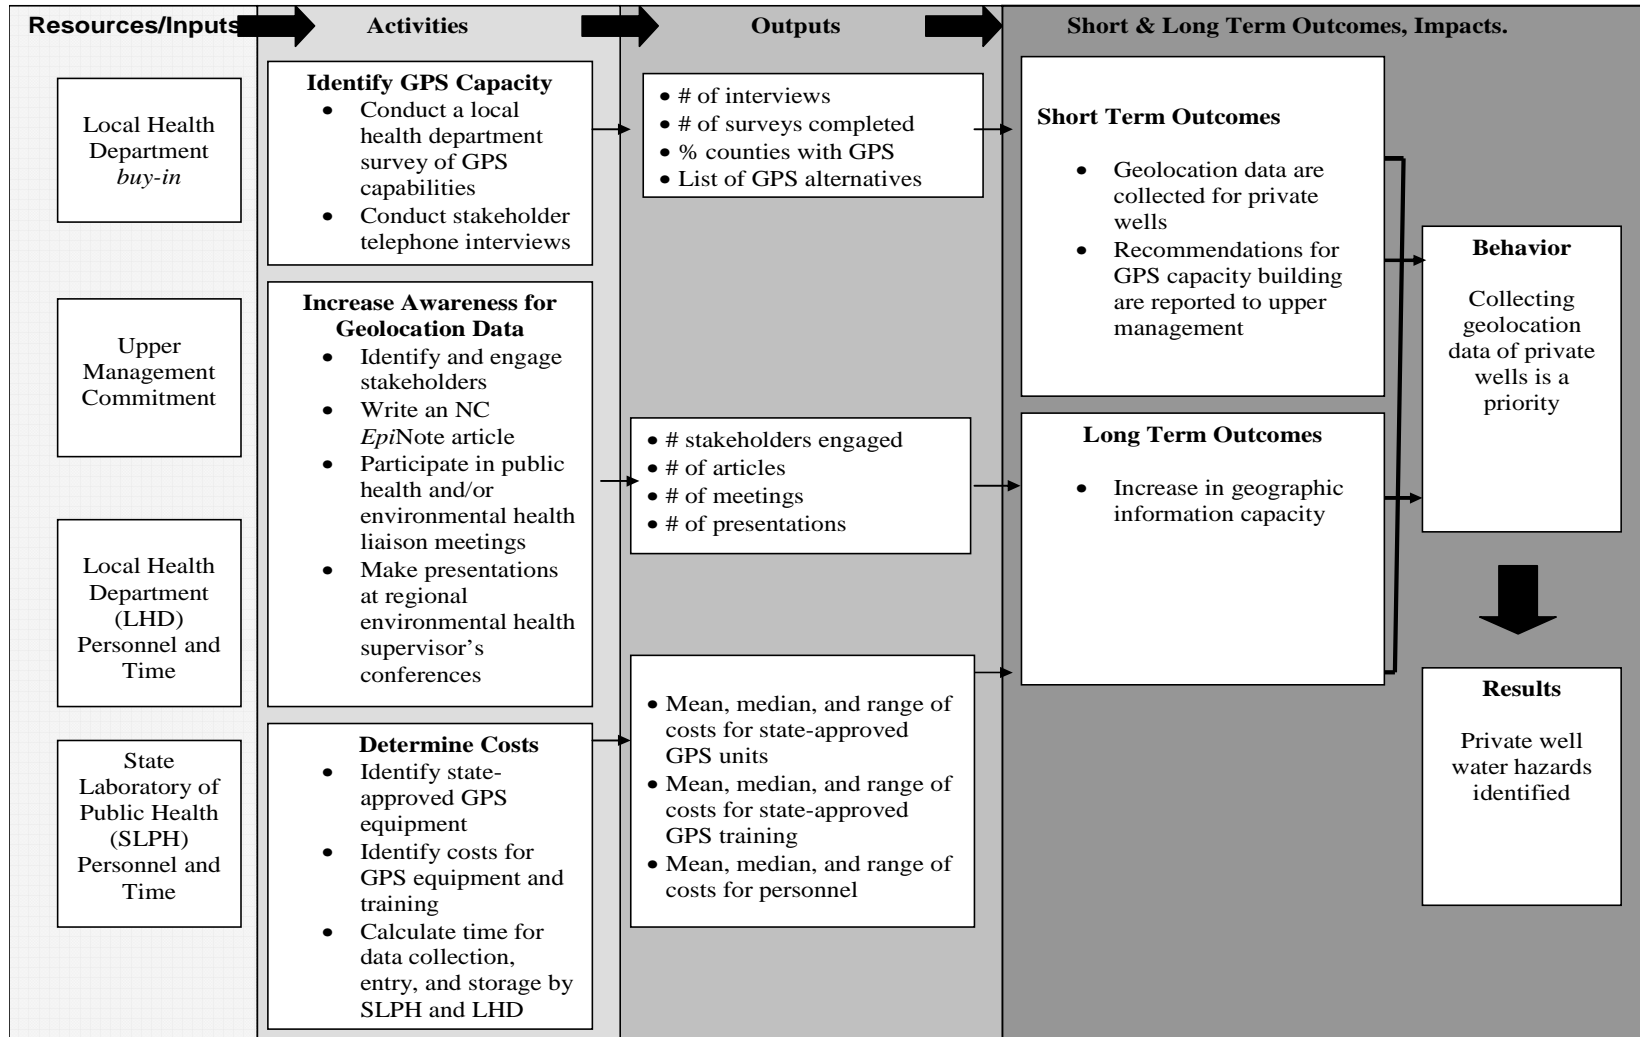 Resources/Inputs
Activities
Outputs
Short & Long Term Outcomes, Impacts.
Local Health
Department
buy-in
Upper
Management
Commitment
Local Health
Department
(LHD)
Personnel and
Time
State
Laboratory of
Public Health
(SLPH)
Personnel and
Time
Identify GPS Capacity
• Conduct a local
health department
survey of GPS
capabilities
• Conduct stakeholder
telephone interviews
Increase Awareness for
Geolocation Data
• Identify and engage
stakeholders
• Write an NC
EpiNote article
• Participate in public
health and/or
environmental health
liaison meetings
• Make presentations
at regional
environmental health
supervisor’s
conferences
Determine Costs
• Identify state-
approved GPS
equipment
• Identify costs for
GPS equipment and
training
• Calculate time for
data collection,
entry, and storage by
SLPH and LHD
• # of interviews
• # of surveys completed
• % counties with GPS
• List of GPS alternatives
• # stakeholders engaged
• # of articles
• # of meetings
• # of presentations
• Mean, median, and range of
costs for state-approved
GPS units
• Mean, median, and range of
costs for state-approved
GPS training
• Mean, median, and range of
costs for personnel
Short Term Outcomes
• Geolocation data are
collected for private
wells
• Recommendations for
GPS capacity building
are reported to upper
management
Long Term Outcomes
• Increase in geographic
information capacity
Behavior
Collecting
geolocation
data of private
wells is a
priority
Results
Private well
water hazards
identified